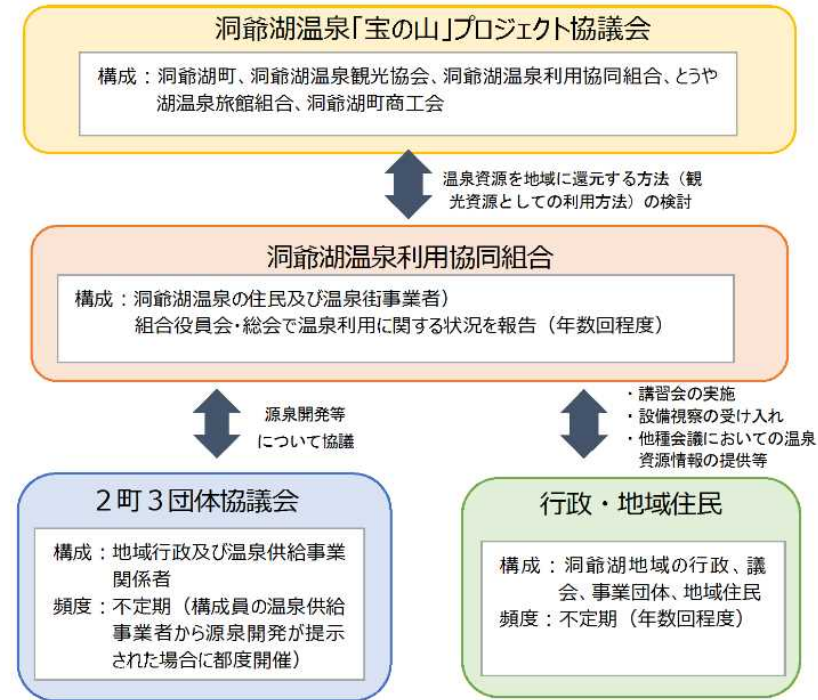 洞爺湖温泉「宝の山」プロジェクト協議会
構成：洞爺湖町、洞爺湖温泉観光協会、洞爺湖温泉利用協同組合、とうや
湖温泉旅館組合、洞爺湖町商工会
温泉資源を地域に還元する方法（観
光資源としての利用方法）の検討
洞爺湖温泉利用協同組合
構成：洞爺湖温泉の住民及び温泉街事業者）
組合役員会・総会で温泉利用に関する状況を報告（年数回程度）
源泉開発等
について協議
・講習会の実施
・設備視察の受け入れ
・他種会議においての温泉
資源情報の提供等
２町３団体協議会
構成：地域行政及び温泉供給事業
関係者
頻度：不定期（構成員の温泉供給
事業者から源泉開発が提示
された場合に都度開催）
行政・地域住民
構成：洞爺湖地域の行政、議
会、事業団体、地域住民
頻度：不定期（年数回程度）